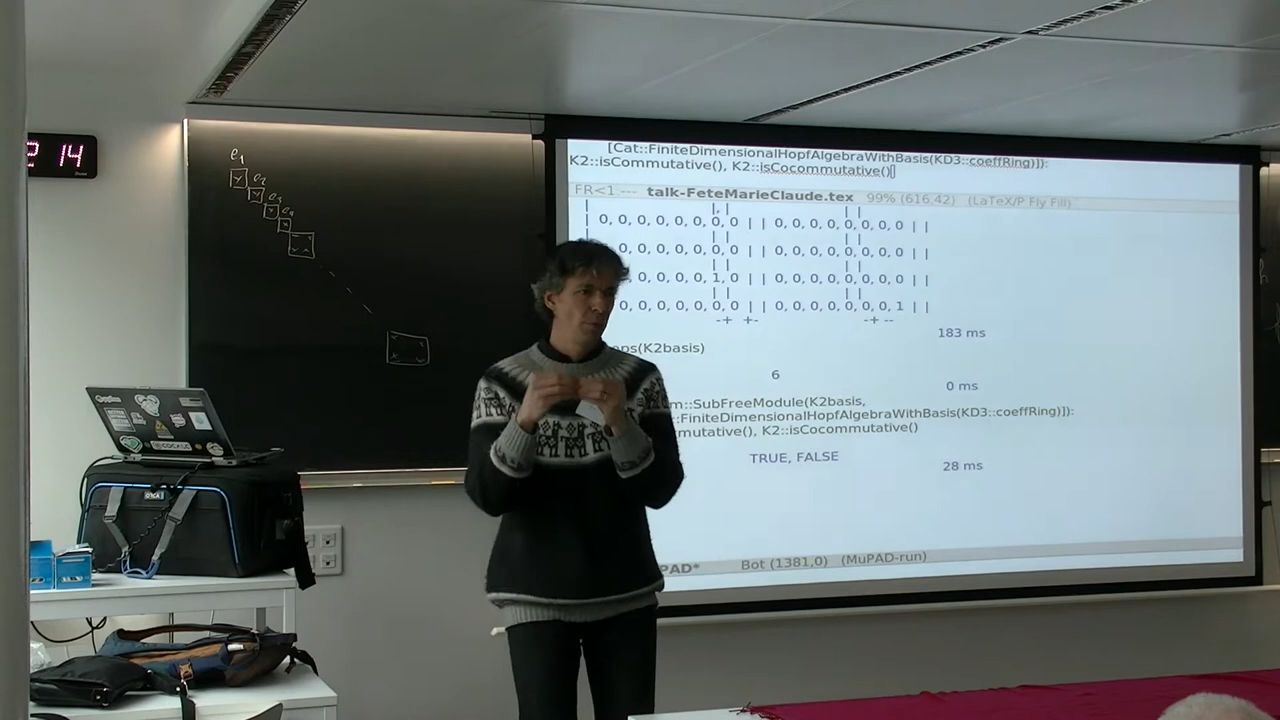 2 14
e1
e2
e3
e4
[Cat::FiniteDimensionalHopfAlgebraWithBasis(KD3::coeffRing)]):
K2::isCommutative(), K2::isCocommutative()
FR<1 --- talk-FeteMarieClaude.tex 99% (616,42) (LaTeX/P Fly Fill)
| 0, 0, 0, 0, 0, 0, 0, 0 | | 0, 0, 0, 0, 0, 0, 0, 0 | |
0, 0, 0, 0, 0, 0, 0, 0 | | 0, 0, 0, 0, 0, 0, 0, 0 | |
0, 0, 0, 0, 0, 1, 0 | | 0, 0, 0, 0, 0, 0, 0, 0 | |
0, 0, 0, 0, 0, 0, 0 | | 0, 0, 0, 0, 0, 0, 0, 1 | |
-+ +- -+ --
183 ms
ops(K2basis)
6
0 ms
m::SubFreeModule(K2basis,
::FiniteDimensionalHopfAlgebraWithBasis(KD3::coeffRing)]):
mutative(), K2::isCocommutative()
TRUE, FALSE
28 ms
PAD* Bot (1381,0) (MuPAD-run)
ORCA